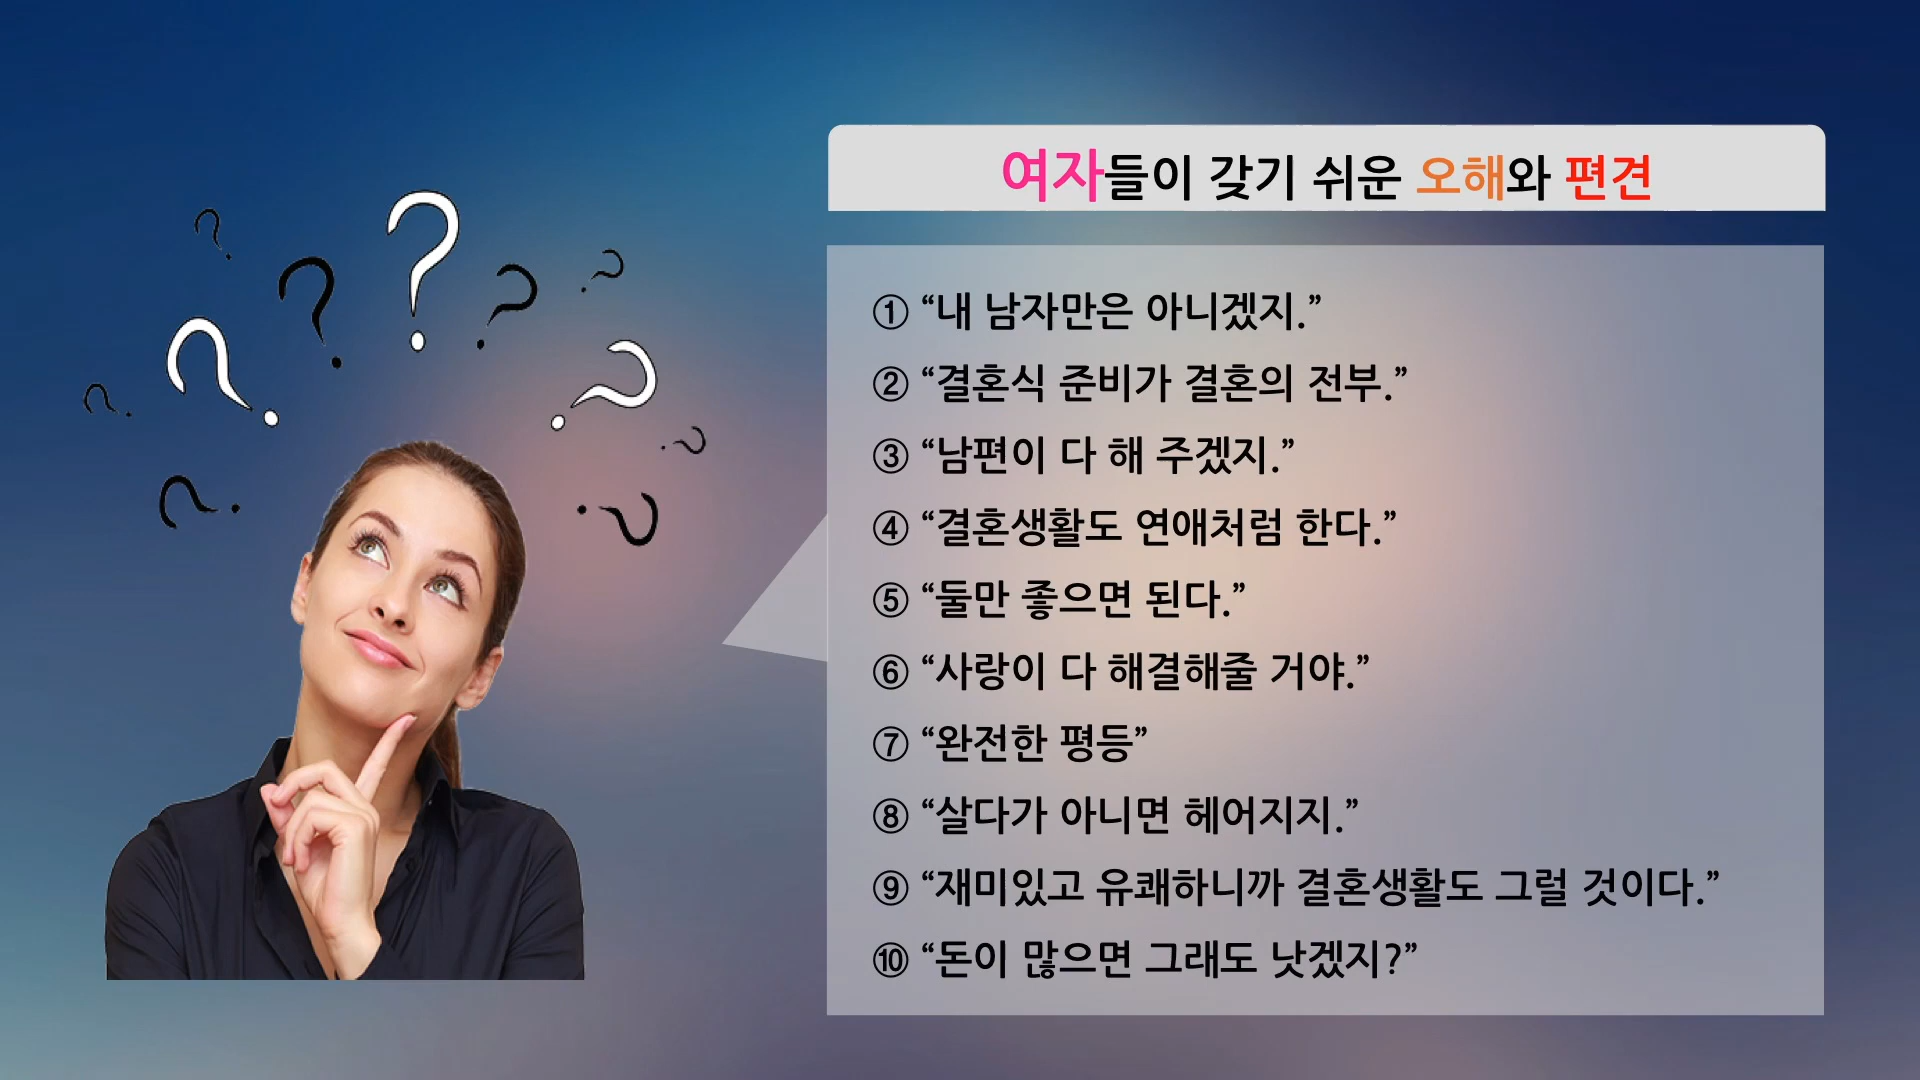 여자들이 갖기 쉬운 오해와 편견
① “내 남자만은 아니겠지.”
② “결혼식 준비가 결혼의 전부.”
③ “남편이 다 해 주겠지.”
④ “결혼생활도 연애처럼 한다.”
⑤ “둘만 좋으면 된다.”
⑥ “사랑이 다 해결해줄 거야.”
⑦ “완전한 평등”
⑧ “살다가 아니면 헤어지지.”
⑨ “재미있고 유쾌하니까 결혼생활도 그럴 것이다.”
⑩ “돈이 많으면 그래도 낫겠지?”